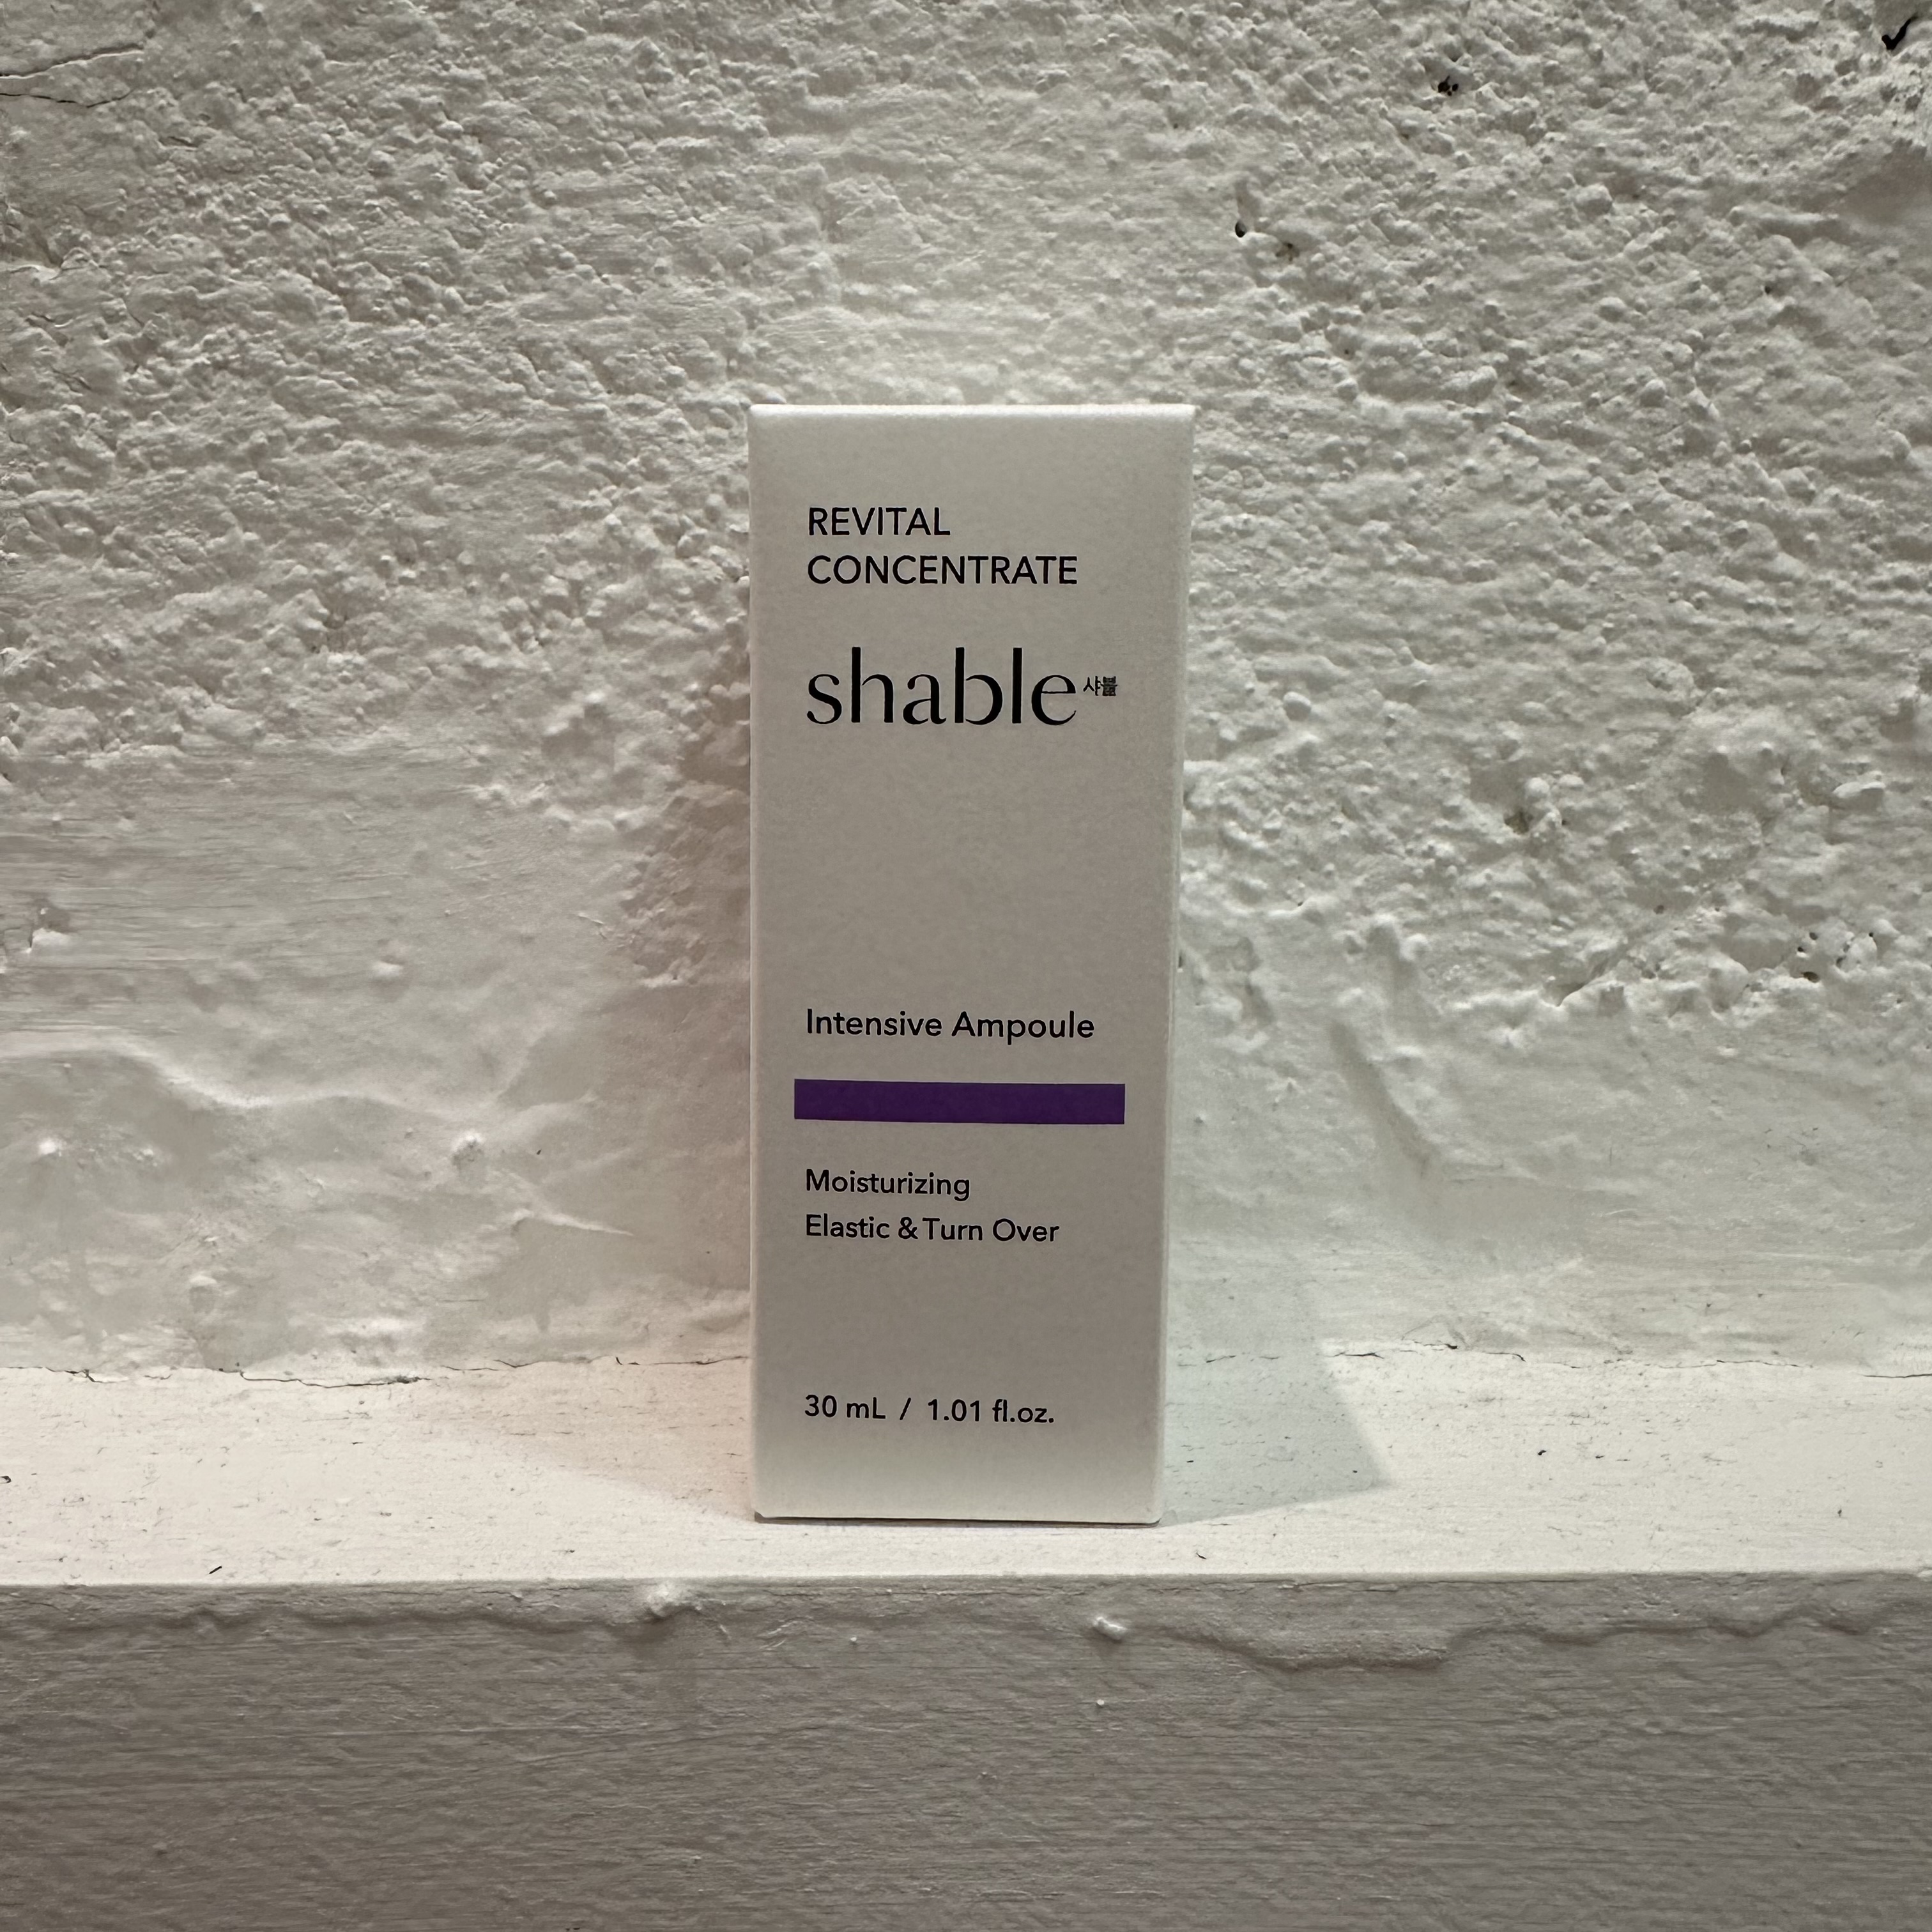 REVITAL
CONCENTRATE
shable 샤블
Intensive Ampoule
Moisturizing
Elastic & Turn Over
30 mL / 1.01 fl.oz.